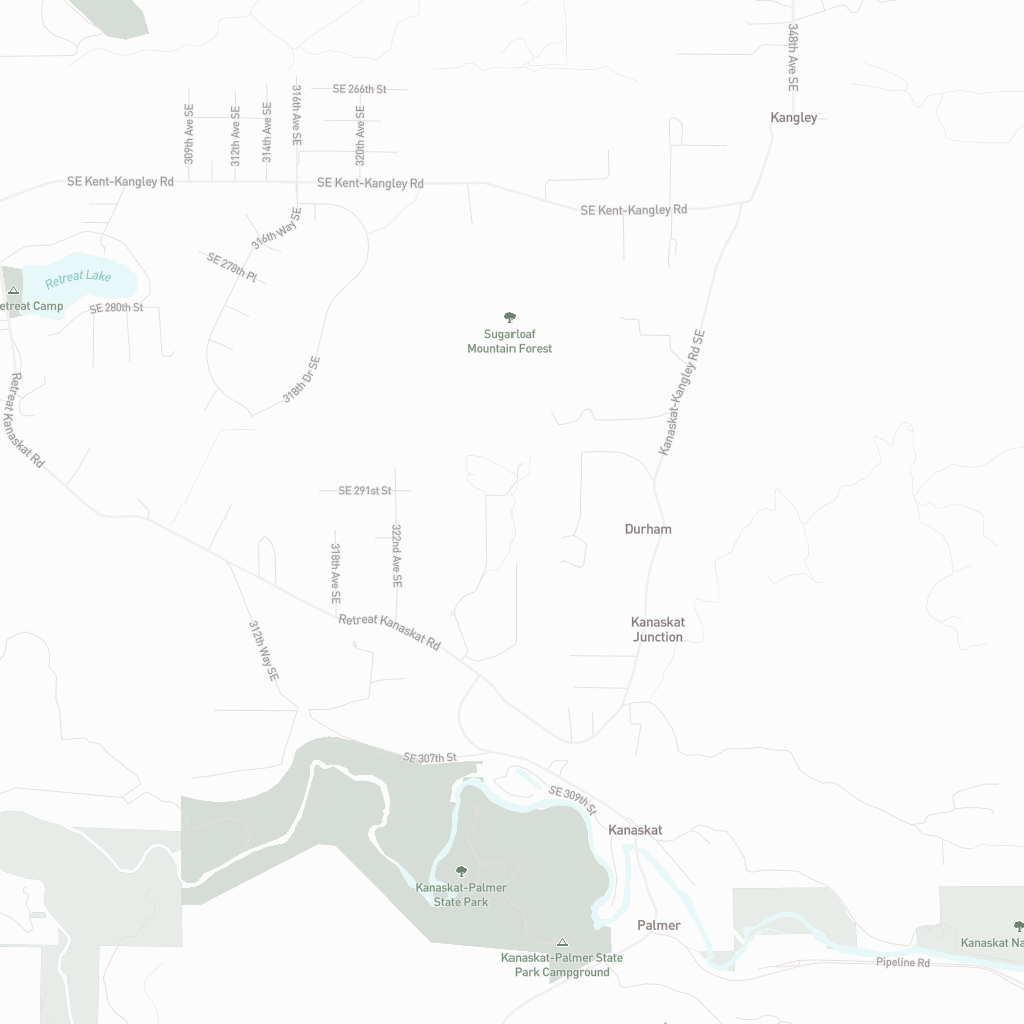 348th Ave SE
SE 266th St
309th Ave SE
312th Ave SE
314th Ave SE
316th Ave SE
320th Ave SE
Kangley
SE Kent-Kangley Rd
SE Kent-Kangley Rd
SE Kent-Kangley Rd
316th Way SE
SE 278th Pl
Retreat Lake
etreat Camp
SE 280th St
Sugarloaf
Mountain Forest
318th Dr SE
Kanaskat-Kangley Rd SE
Retreat Kanaskat Rd
SE 291st St
322nd Ave SE
318th Ave SE
Durham
Kanaskat
Junction
Retreat Kanaskat Rd
312th Way SE
SE 307th St
SE 309th St
Kanaskat
Kanaskat-Palmer
State Park
Palmer
Kanaskat Na
Kanaskat-Palmer State
Park Campground
Pipeline Rd